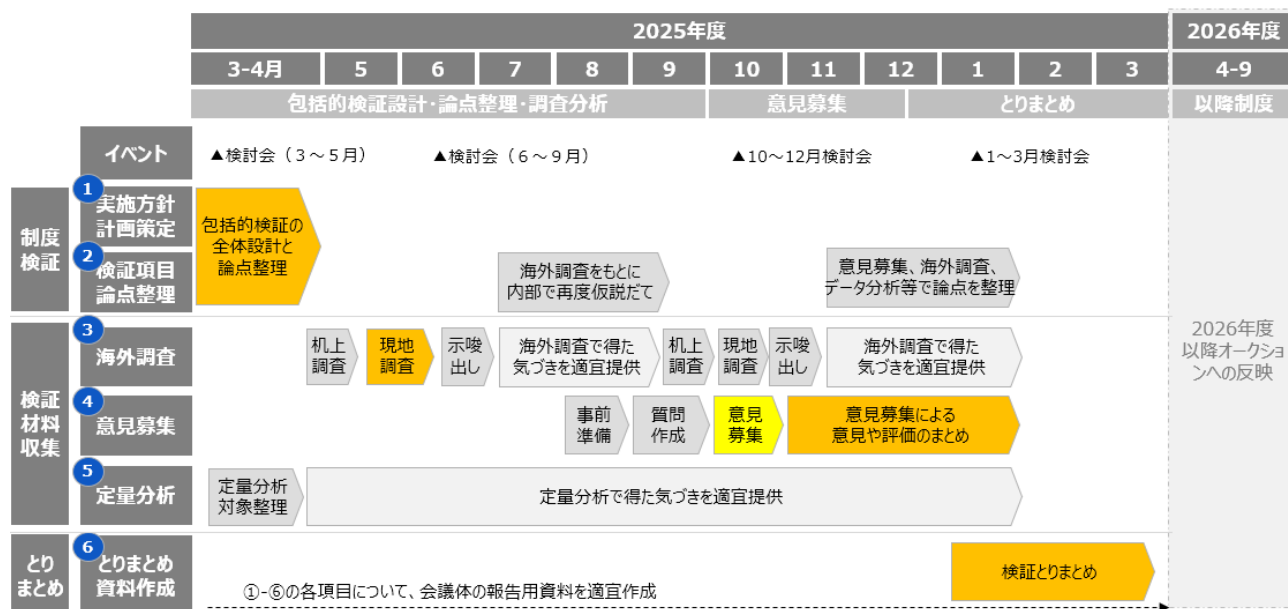 2025年度
2026年度
3-4月
5
6
7
8
9
10
11
12
1
2
3
4-9
包括的検証設計・論点整理・調査分析
意見募集
とりまとめ
以降制度
イベント
▲検討会（3～5月）
▲検討会（6～9月）
▲10～12月検討会
▲1～3月検討会
制度
検証
1
実施方針
計画策定
2
検証項目
論点整理
包括的検証の
全体設計と
論点整理
海外調査をもとに
内部で再度仮説だて
意見募集、海外調査、
データ分析等で論点を整理
検証
材料
収集
3
海外調査
机上
調査
現地
調査
示唆
出し
海外調査で得た
気づきを適宜提供
机上
調査
現地
調査
示唆
出し
海外調査で得た
気づきを適宜提供
2026年度
以降オークショ
ンへの反映
4
意見募集
事前
準備
質問
作成
意見
募集
意見募集による
意見や評価のまとめ
5
定量分析
定量分析
対象整理
定量分析で得た気づきを適宜提供
とり
まとめ
6
とりまとめ
資料作成
検証とりまとめ
①-⑥の各項目について、会議体の報告用資料を適宜作成